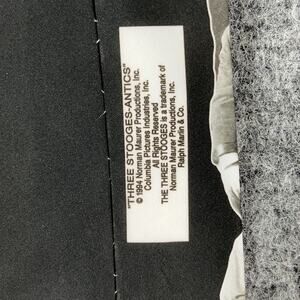 "THREE STOOGES-ANTICS"
© 1994 Norman Maurer Productions, Inc.
Columbia Pictures Industries, Inc.
All Rights Reserved
THE THREE STOOGES is a trademark of
Norman Maurer Productions, Inc.
Ralph Marlin & Co.